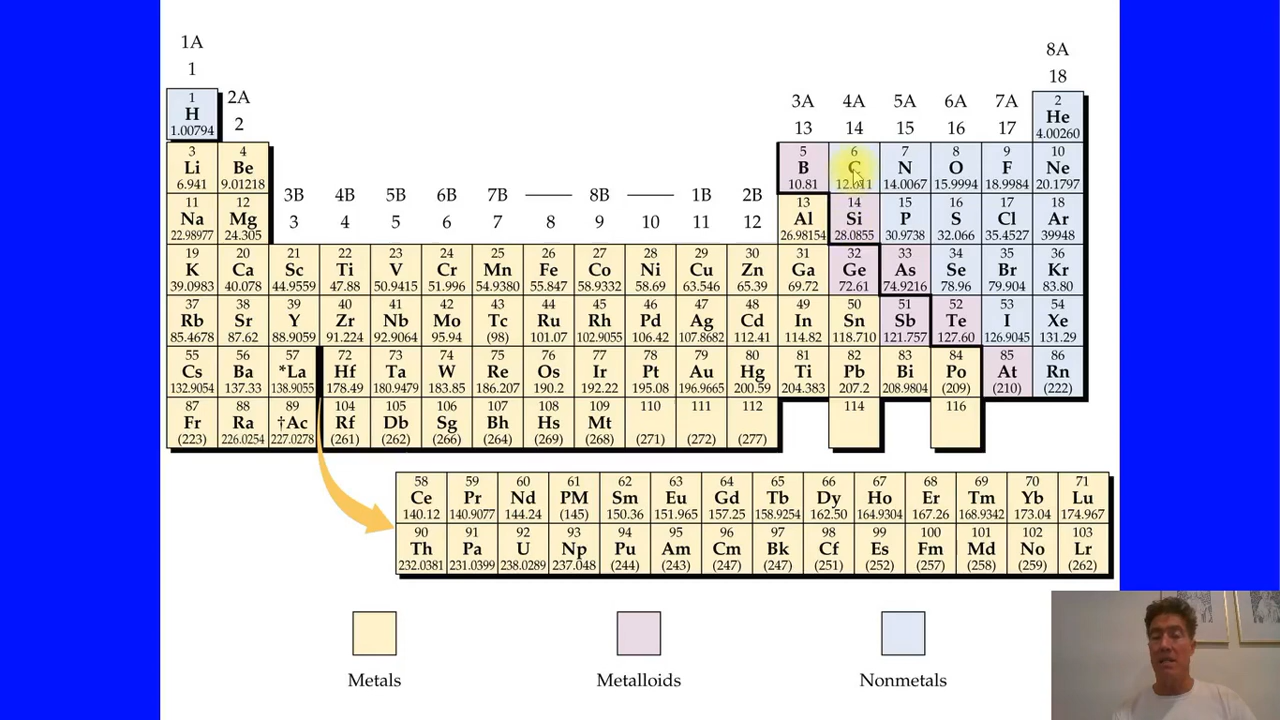 1A
8A
1
18
1
H
1.00794
2A
2
3A 4A 5A 6A 7A
13 14 15 16 17
2
He
4.00260
3 4 5 6 7 8 9 10
Li Be B C N O F Ne
6.941 9.01218 10.81 12.011 14.0067 15.9994 18.9984 20.1797
3B 4B 5B 6B 7B 8B 1B 2B
3 4 5 6 7 8 9 10 11 12
11 12 13 14 15 16 17 18
Na Mg Al Si P S Cl Ar
22.98977 24.305 26.98154 28.0855 30.9738 32.066 35.4527 39948
19 20 21 22 23 24 25 26 27 28 29 30 31 32 33 34 35 36
K Ca Sc Ti V Cr Mn Fe Co Ni Cu Zn Ga Ge As Se Br Kr
39.0983 40.078 44.9559 47.88 50.9415 51.996 54.9380 55.847 58.9332 58.69 63.546 65.39 69.72 72.61 74.9216 78.96 79.904 83.80
37 38 39 40 41 42 43 44 45 46 47 48 49 50 51 52 53 54
Rb Sr Y Zr Nb Mo Tc Ru Rh Pd Ag Cd In Sn Sb Te I Xe
85.4678 87.62 88.9059 91.224 92.9064 95.94 (98) 101.07 102.9055 106.42 107.8682 112.41 114.82 118.710 121.757 127.60 126.9045 131.29
55 56 57 72 73 74 75 76 77 78 79 80 81 82 83 84 85 86
Cs Ba *La Hf Ta W Re Os Ir Pt Au Hg Ti Pb Bi Po At Rn
132.9054 137.33 138.9055 178.49 180.9479 183.85 186.207 190.2 192.22 195.08 196.9665 200.59 204.383 207.2 208.9804 (209) (210) (222)
87 88 89 104 105 106 107 108 109 110 111 112 114 116
Fr Ra †Ac Rf Db Sg Bh Hs Mt
(223) 226.0254 227.0278 (261) (262) (266) (264) (269) (268) (271) (272) (277)
58 59 60 61 62 63 64 65 66 67 68 69 70 71
Ce Pr Nd PM Sm Eu Gd Tb Dy Ho Er Tm Yb Lu
140.12 140.9077 144.24 (145) 150.36 151.965 157.25 158.9254 162.50 164.9304 167.26 168.9342 173.04 174.967
90 91 92 93 94 95 96 97 98 99 100 101 102 103
Th Pa U Np Pu Am Cm Bk Cf Es Fm Md No Lr
232.0381 231.0399 238.0289 237.048 (244) (243) (247) (247) (251) (252) (257) (258) (259) (262)
Metals Metalloids Nonmetals